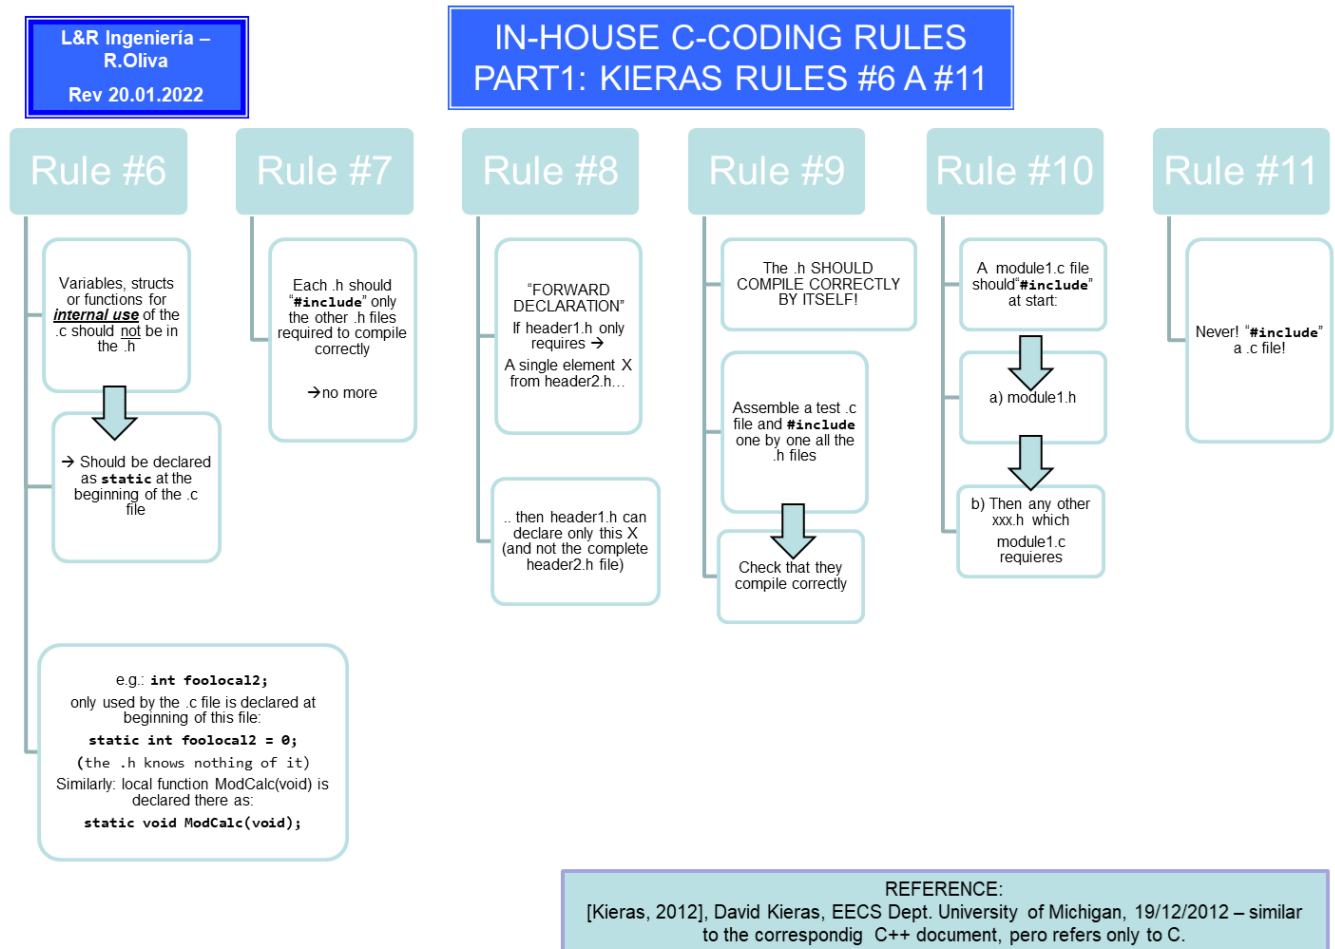 L&R Ingeniería –
R.Oliva
Rev 20.01.2022
IN-HOUSE C-CODING RULES
PART1: KIERAS RULES #6 A #11
Rule #6
Variables, structs
or functions for
internal use of the
.c should not be in
the .h
→ Should be declared
as static at the
beginning of the .c
file
e.g.: int foolocal2;
only used by the .c file is declared at
beginning of this file:
static int foolocal2 = 0;
(the .h knows nothing of it)
Similarly: local function ModCalc(void) is
declared there as:
static void ModCalc(void);
Rule #7
Each .h should
“#include” only
the other .h files
required to compile
correctly
→no more
Rule #8
“FORWARD
DECLARATION”
If header1.h only
requires →
A single element X
from header2.h…
.. then header1.h can
declare only this X
(and not the complete
header2.h file)
Rule #9
The .h SHOULD
COMPILE CORRECTLY
BY ITSELF!
Assemble a test .c
file and #include
one by one all the
.h files
Check that they
compile correctly
Rule #10
A module1.c file
should“#include”
at start:
a) module1.h
b) Then any other
xxx.h which
module1.c
requieres
Rule #11
Never! “#include”
a .c file!
REFERENCE:
[Kieras, 2012], David Kieras, EECS Dept. University of Michigan, 19/12/2012 – similar
to the correspondig C++ document, pero refers only to C.